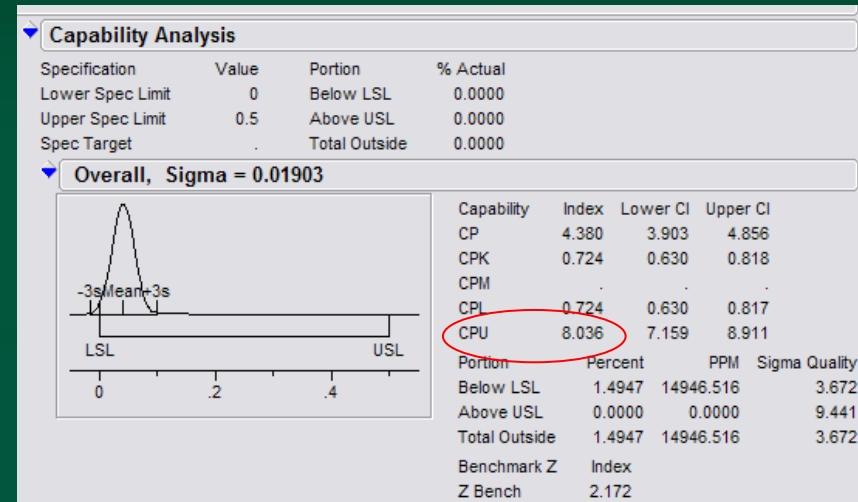 Capability Analysis
Specification Value Portion % Actual
Lower Spec Limit 0 Below LSL 0.0000
Upper Spec Limit 0.5 Above USL 0.0000
Spec Target . Total Outside 0.0000
Overall, Sigma = 0.01903
-3sMean+3s
LSL USL
0 .2 .4
Capability Index Lower CI Upper CI
CP 4.380 3.903 4.856
CPK 0.724 0.630 0.818
CPM . . .
CPL 0.724 0.630 0.817
CPU 8.036 7.159 8.911
Portion Percent PPM Sigma Quality
Below LSL 1.4947 14946.516 3.672
Above USL 0.0000 0.0000 9.441
Total Outside 1.4947 14946.516 3.672
Benchmark Z Index
Z Bench 2.172